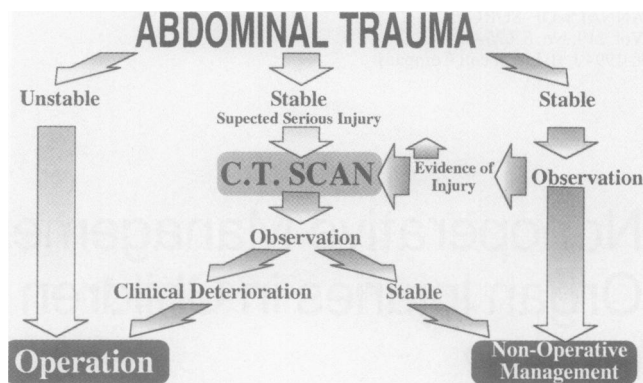 ABDOMINAL TRAUMA
Unstable
Stable
Supected Serious Injury
Stable
C.T. SCAN
Evidence of
Injury
Observation
Observation
Clinical Deterioration
Stable
Operation
Non-Operative
Management